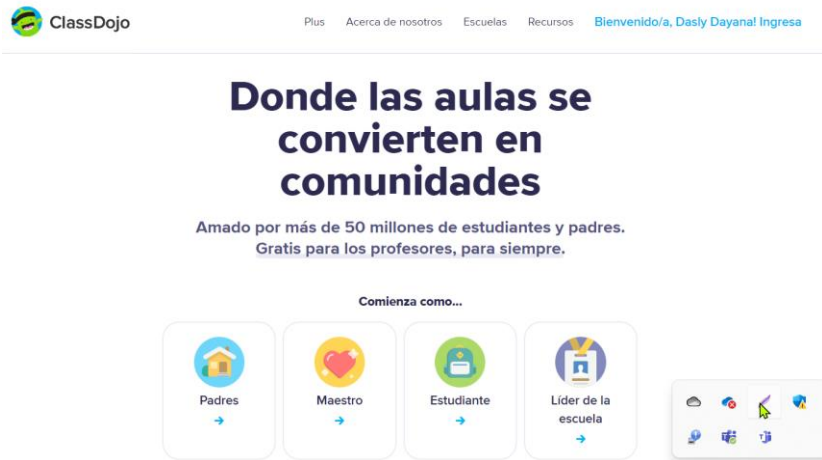 ClassDojo
Plus Acerca de nosotros Escuelas Recursos Bienvenido/a, Dasly Dayana! Ingresa
Donde las aulas se
convierten en
comunidades
Amado por más de 50 millones de estudiantes y padres.
Gratis para los profesores, para siempre.
Comienza como...
Padres
Maestro
Estudiante
Líder de la
escuela